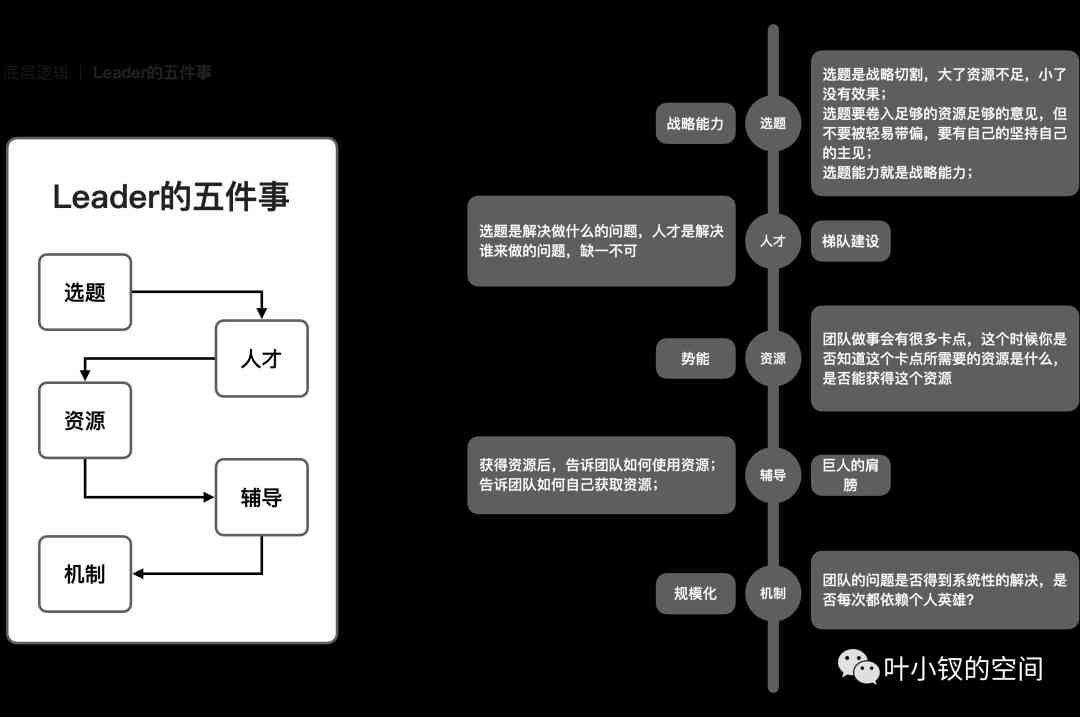 底层逻辑 | Leader的五件事
Leader的五件事
选题
人才
资源
辅导
机制
战略能力
选题
选题是战略切割，大了资源不足，小了
没有效果；
选题要卷入足够的资源足够的意见，但
不要被轻易带偏，要有自己的坚持自己
的主见；
选题能力就是战略能力；
选题是解决做什么的问题，人才是解决
谁来做的问题，缺一不可
人才
梯队建设
势能
资源
团队做事会有很多卡点，这个时候你是
否知道这个卡点所需要的资源是什么，
是否能获得这个资源
获得资源后，告诉团队如何使用资源；
告诉团队如何自己获取资源；
辅导
巨人的肩
膀
规模化
机制
团队的问题是否得到系统性的解决，是
否每次都依赖个人英雄？
叶小钗的空间